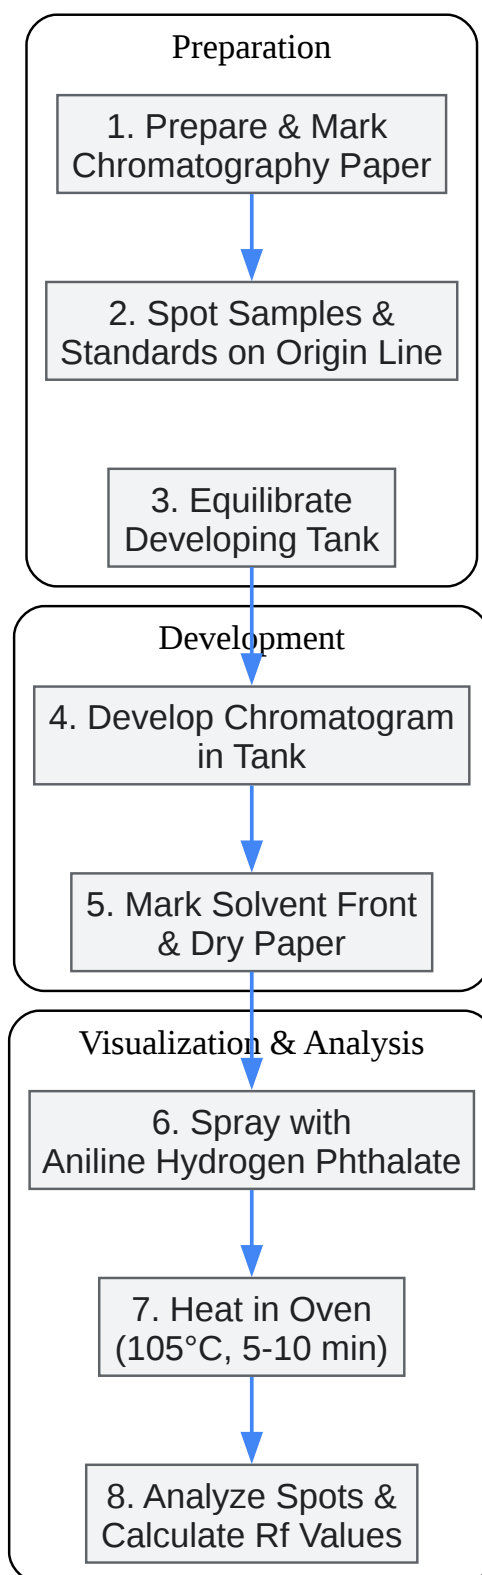 Preparation
1. Prepare & Mark
Chromatography Paper
2. Spot Samples &
Standards on Origin Line
3. Equilibrate
Developing Tank
Development
4. Develop Chromatogram
in Tank
5. Mark Solvent Front
& Dry Paper
Visualization & Analysis
6. Spray with
Aniline Hydrogen Phthalate
7. Heat in Oven
(105°C, 5-10 min)
8. Analyze Spots &
Calculate Rf Values